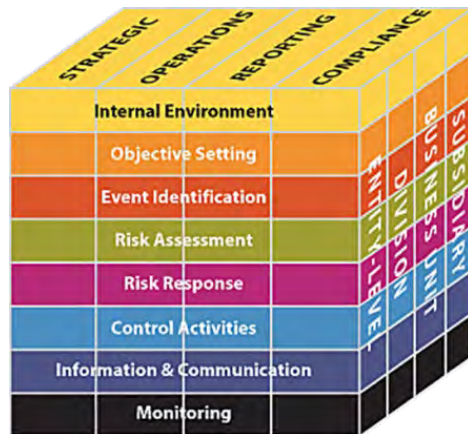 STRATEGIC
OPERATIONS
REPORTING
COMPLIANCE
Internal Environment
Objective Setting
Event Identification
Risk Assessment
Risk Response
Control Activities
Information & Communication
Monitoring
ENTITY-LEVEL
DIVISION
BUSINESS UNIT
SUBSIDIARY